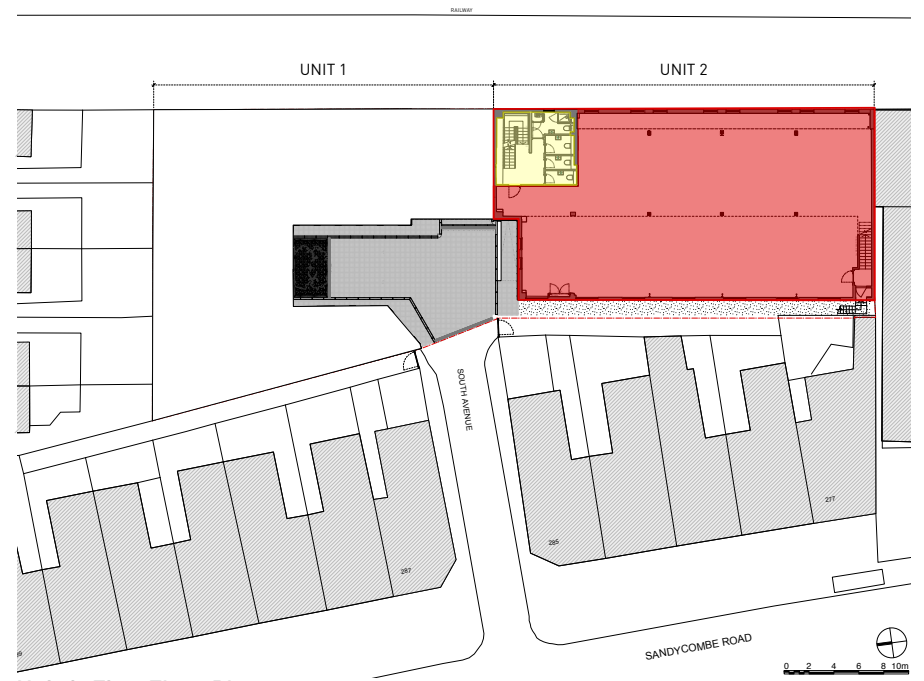 RAILWAY
UNIT 1
UNIT 2
SOUTH AVENUE
277
285
287
SANDYCOMBE ROAD
0 2 4 6 8 10m